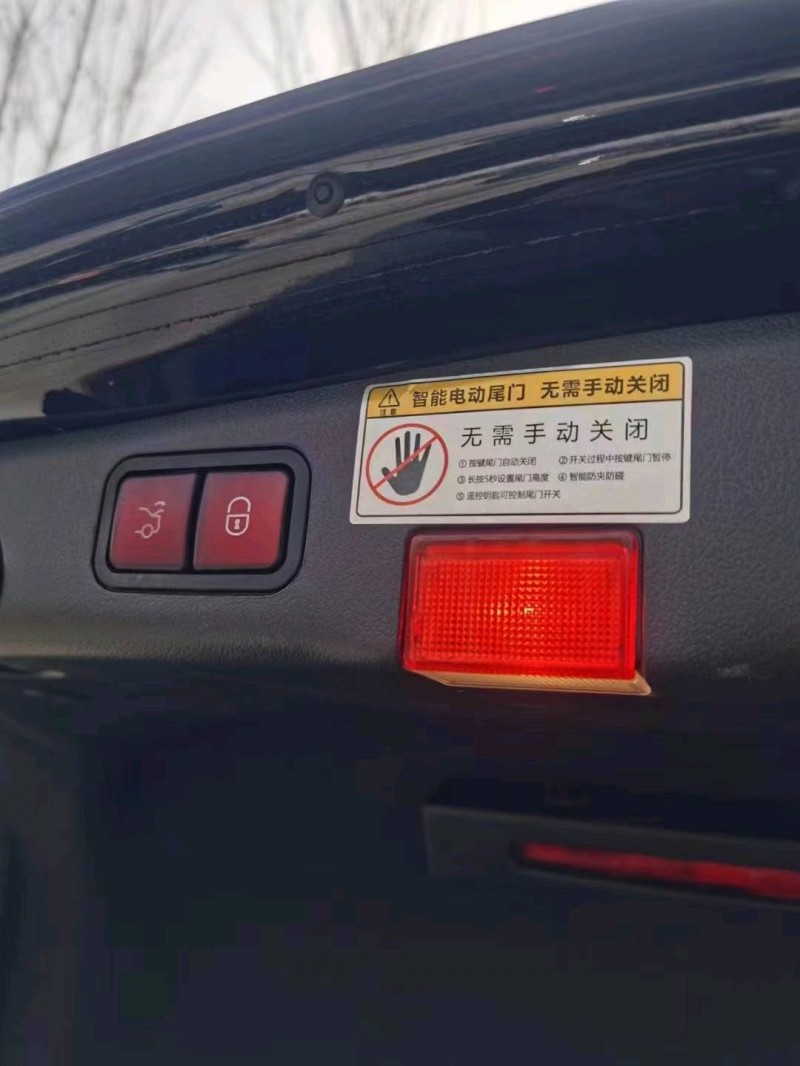 智能电动尾门 无需手动关闭
注意
无需手动关闭
①按键尾门自动关闭 ②开关过程中按键尾门暂停
③长按5秒设置尾门高度 ④智能防夹防碰
⑤遥控钥匙可控制尾门开关